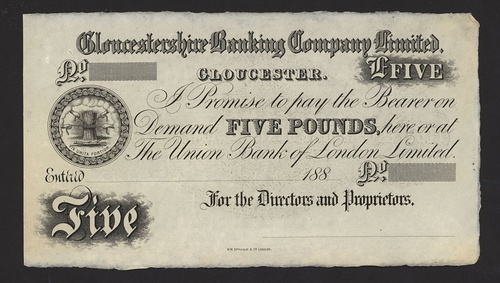 Gloucestershire Banking Company Limited.
No
GLOUCESTER.
£FIVE
I Promise to pay the Bearer on
Demand FIVE POUNDS, here or at
The Union Bank of London Limited.
Entd
188
No
Five
For the Directors and Proprietors.